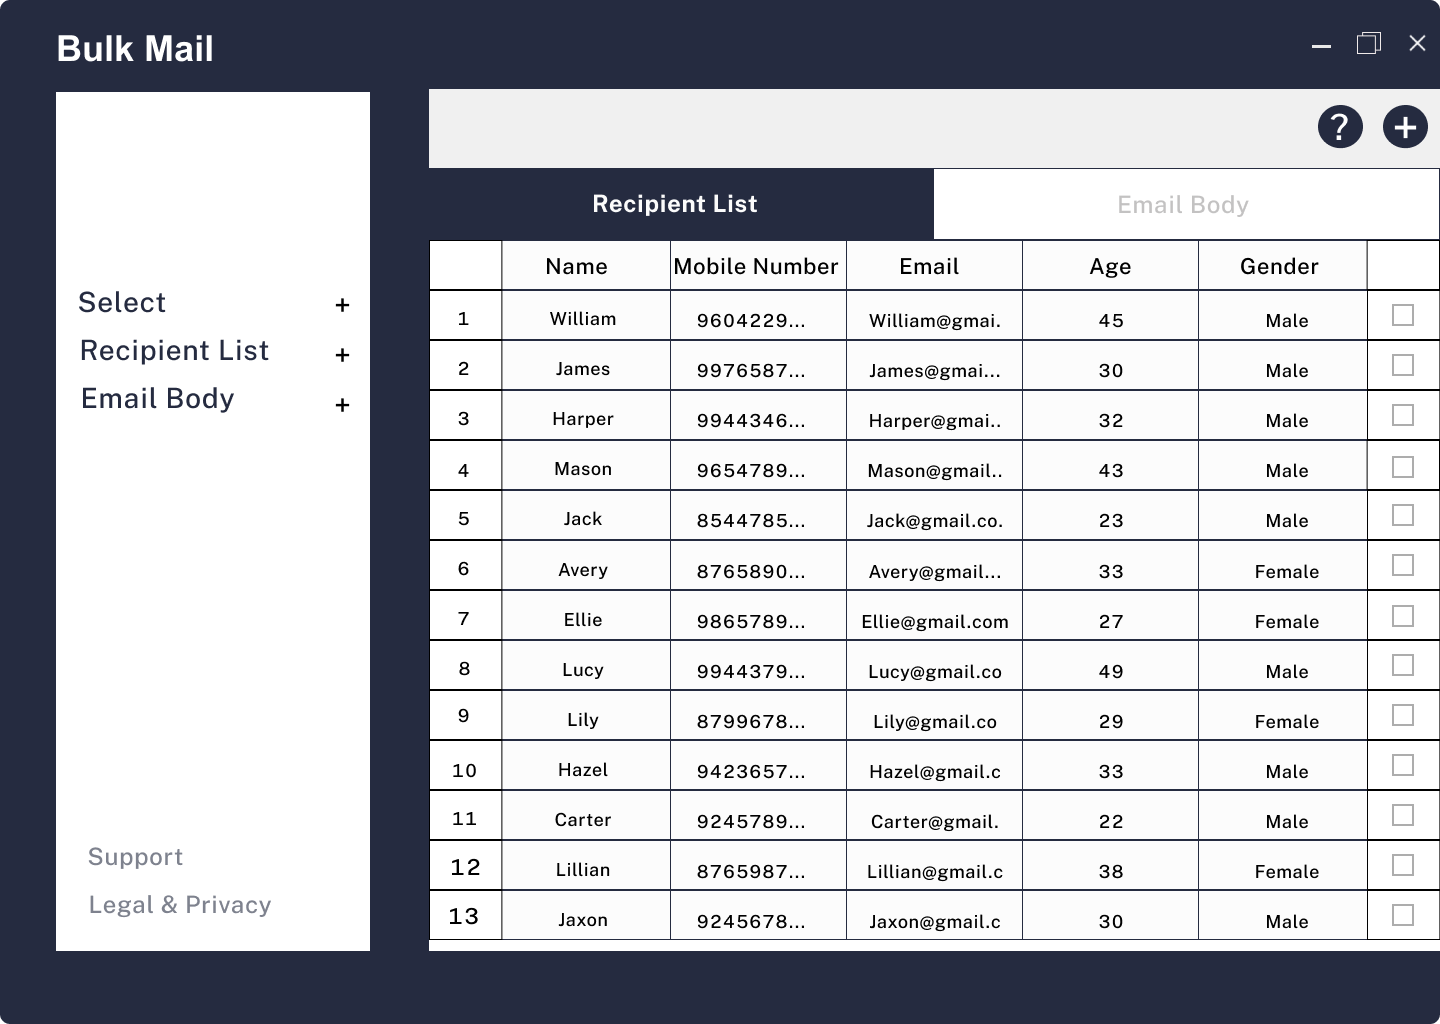 Bulk Mail
?
+
Recipient List
Email Body
Select +
Recipient List +
Email Body +
Name Mobile Number Email Age Gender
1 William 9604229... William@gmai. 45 Male
2 James 9976587... James@gmai... 30 Male
3 Harper 9944346... Harper@gmai.. 32 Male
4 Mason 9654789... Mason@gmail.. 43 Male
5 Jack 8544785... Jack@gmail.co. 23 Male
6 Avery 8765890... Avery@gmail... 33 Female
7 Ellie 9865789... Ellie@gmail.com 27 Female
8 Lucy 9944379... Lucy@gmail.co 49 Male
9 Lily 8799678... Lily@gmail.co 29 Female
10 Hazel 9423657... Hazel@gmail.c 33 Male
11 Carter 9245789... Carter@gmail. 22 Male
12 Lillian 8765987... Lillian@gmail.c 38 Female
13 Jaxon 9245678... Jaxon@gmail.c 30 Male
Support
Legal & Privacy